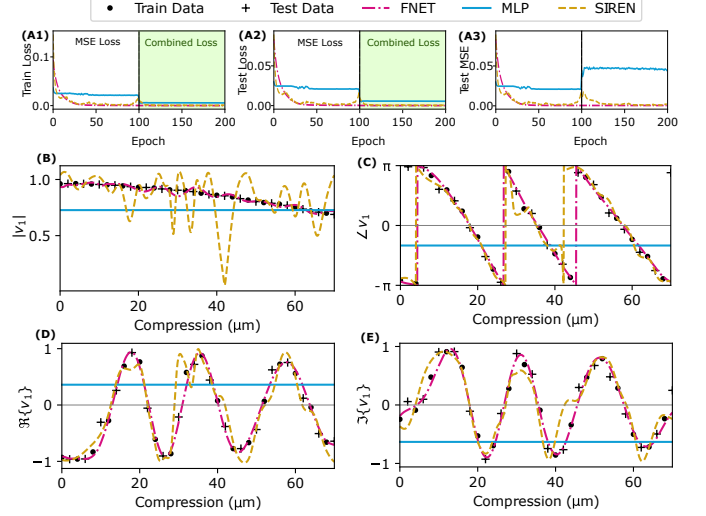 Train Data Test Data FNET MLP SIREN
(A1) (A2) (A3)
MSE Loss Combined Loss MSE Loss Combined Loss
Train Loss Test Loss Test MSE
0.1 0.0
0.05 0.00
0.05 0.00
0 50 100 150 200 0 50 100 150 200 0 50 100 150 200
Epoch Epoch Epoch
(B) (C)
|v₁| 1.0 0.5
∠v₁ π 0 -π
0 20 40 60 0 20 40 60
Compression (μm) Compression (μm)
(D) (E)
ℜ{v₁} 1 0 −1
ℑ{v₁} 1 0 −1
0 20 40 60 0 20 40 60
Compression (μm) Compression (μm)